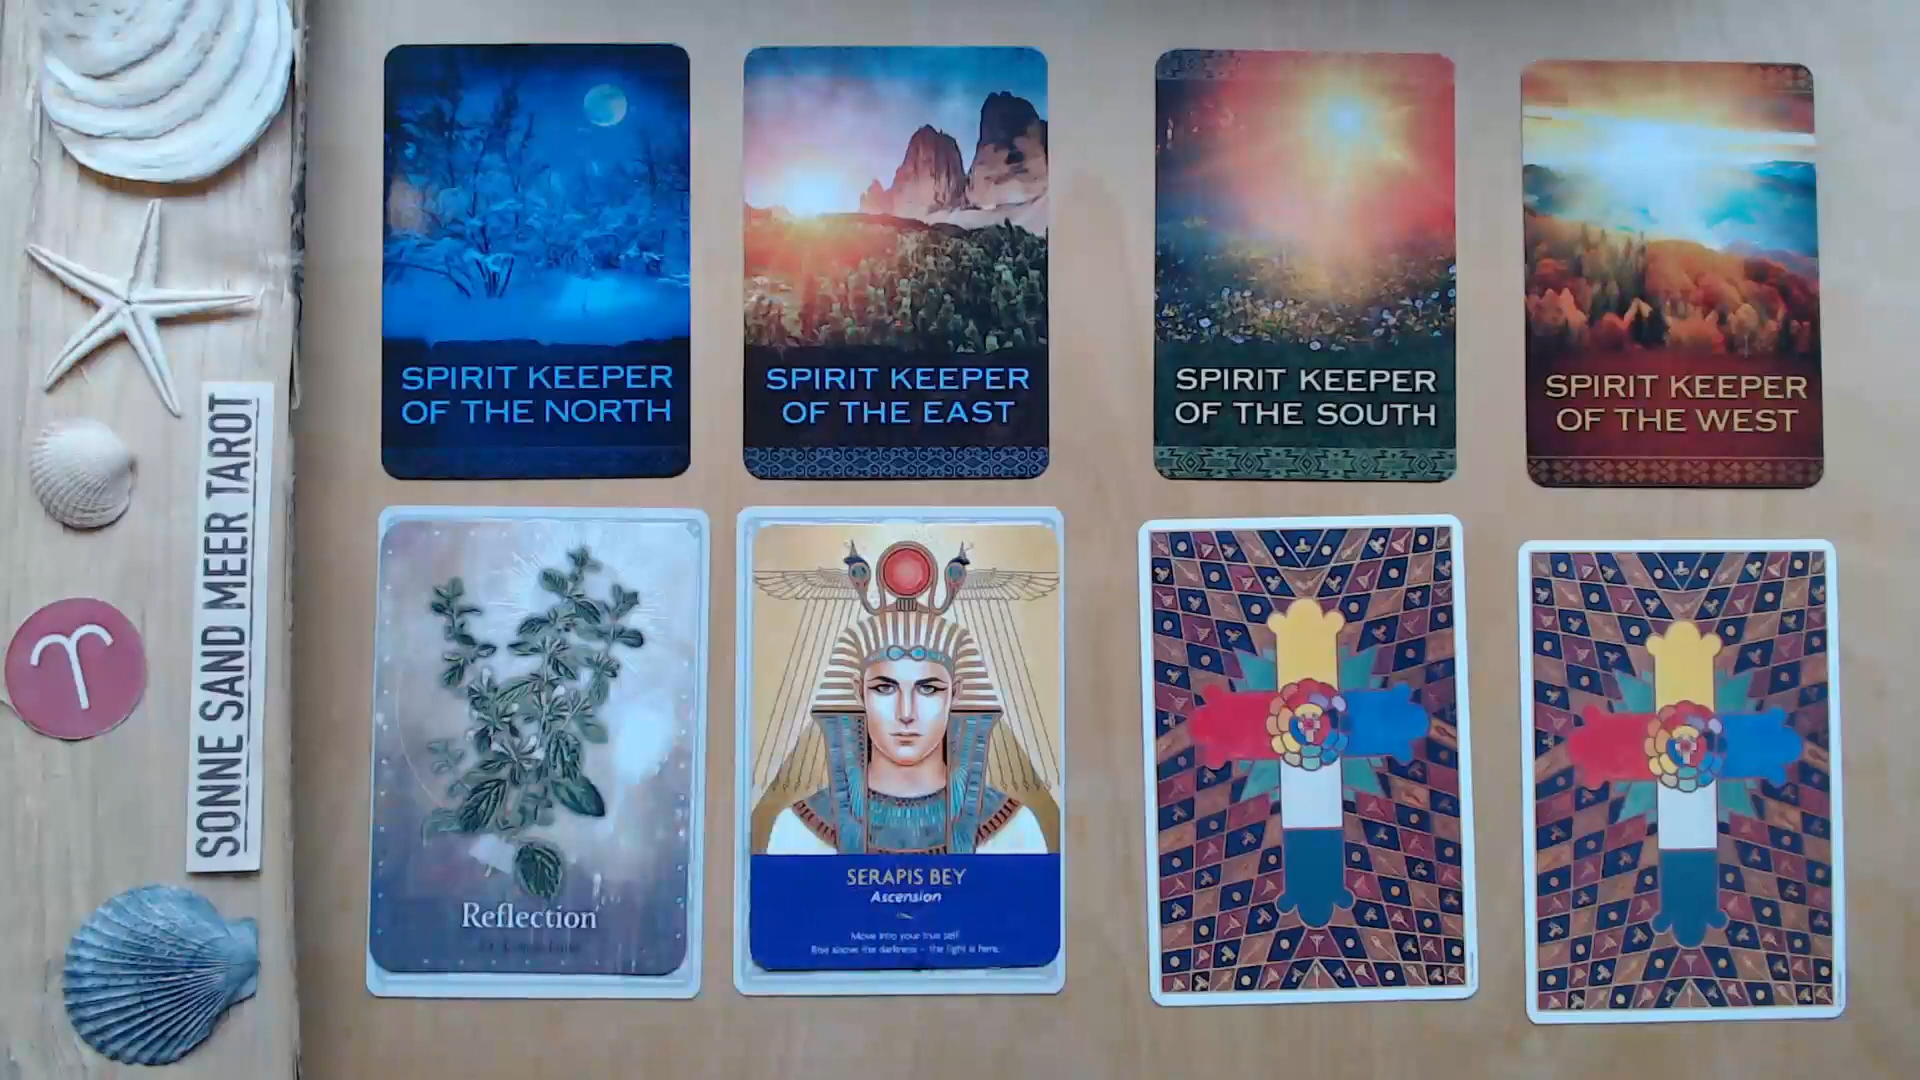 SONNE SAND MEER TAROT
SPIRIT KEEPER
OF THE NORTH
SPIRIT KEEPER
OF THE EAST
SPIRIT KEEPER
OF THE SOUTH
SPIRIT KEEPER
OF THE WEST
Reflection
SERAPIS BEY
Ascension
Move into your true self.
Rise above the darkness – the light is here.